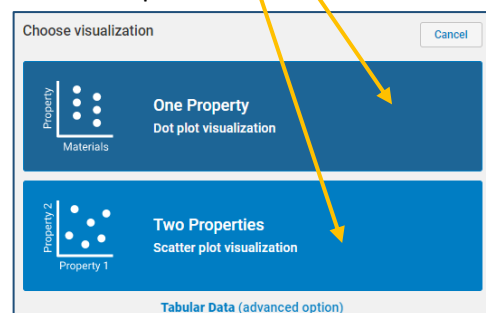 Choose visualization
Cancel
Property
Materials
One Property
Dot plot visualization
Property 2
Property 1
Two Properties
Scatter plot visualization
Tabular Data (advanced option)